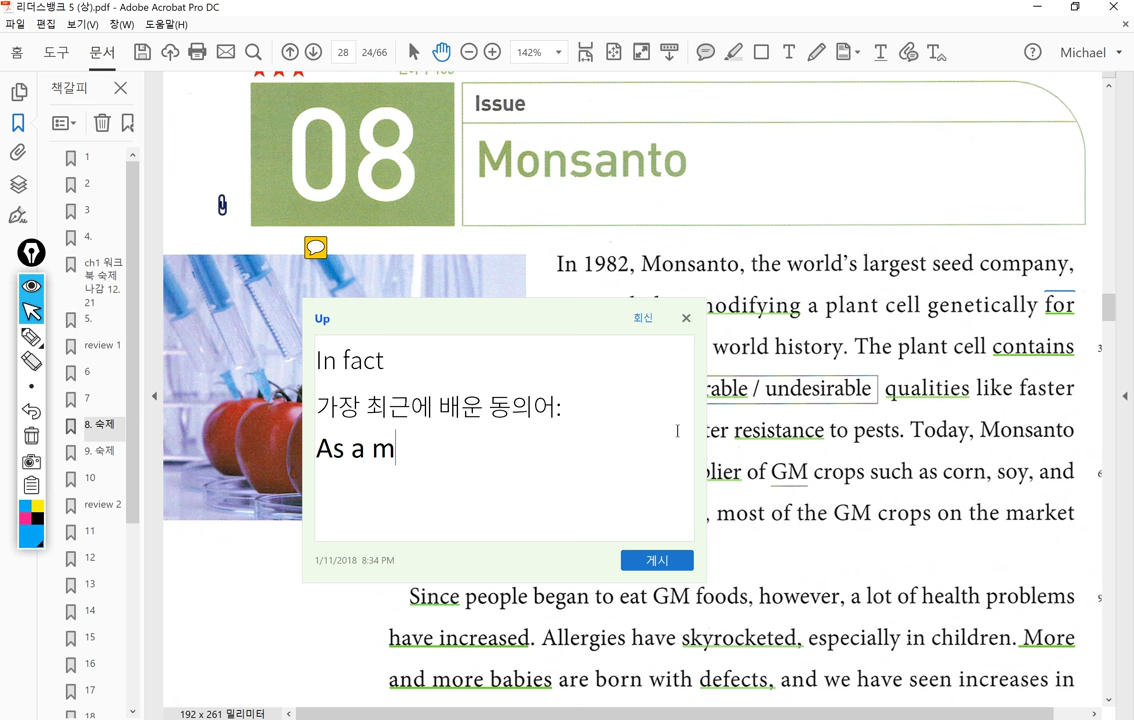 리더스뱅크 5 (상).pdf - Adobe Acrobat Pro DC
파일 편집 보기(V) 창(W) 도움말(H)
홈 도구 문서 28 24/66 142% Michael
책갈피
1
2
3
4.
ch1 워크
북 숙제
나감 12.
21
5.
review 1
6
7
8. 숙제
9. 숙제
10
review 2
11
12
13
14
15
16
17
18
08
Issue
Monsanto
In 1982, Monsanto, the world's largest seed company,
modifying a plant cell genetically for
world history. The plant cell contains
3
/ undesirable qualities like faster
resistance to pests. Today, Monsanto
of GM crops such as corn, soy, and
6
, most of the GM crops on the market
Up 회신
In fact
가장 최근에 배운 동의어:
As a m
1/11/2018 8:34 PM 게시
Since people began to eat GM foods, however, a lot of health problems
have increased. Allergies have skyrocketed, especially in children. More
and more babies are born with defects, and we have seen increases in
192 x 261 밀리미터